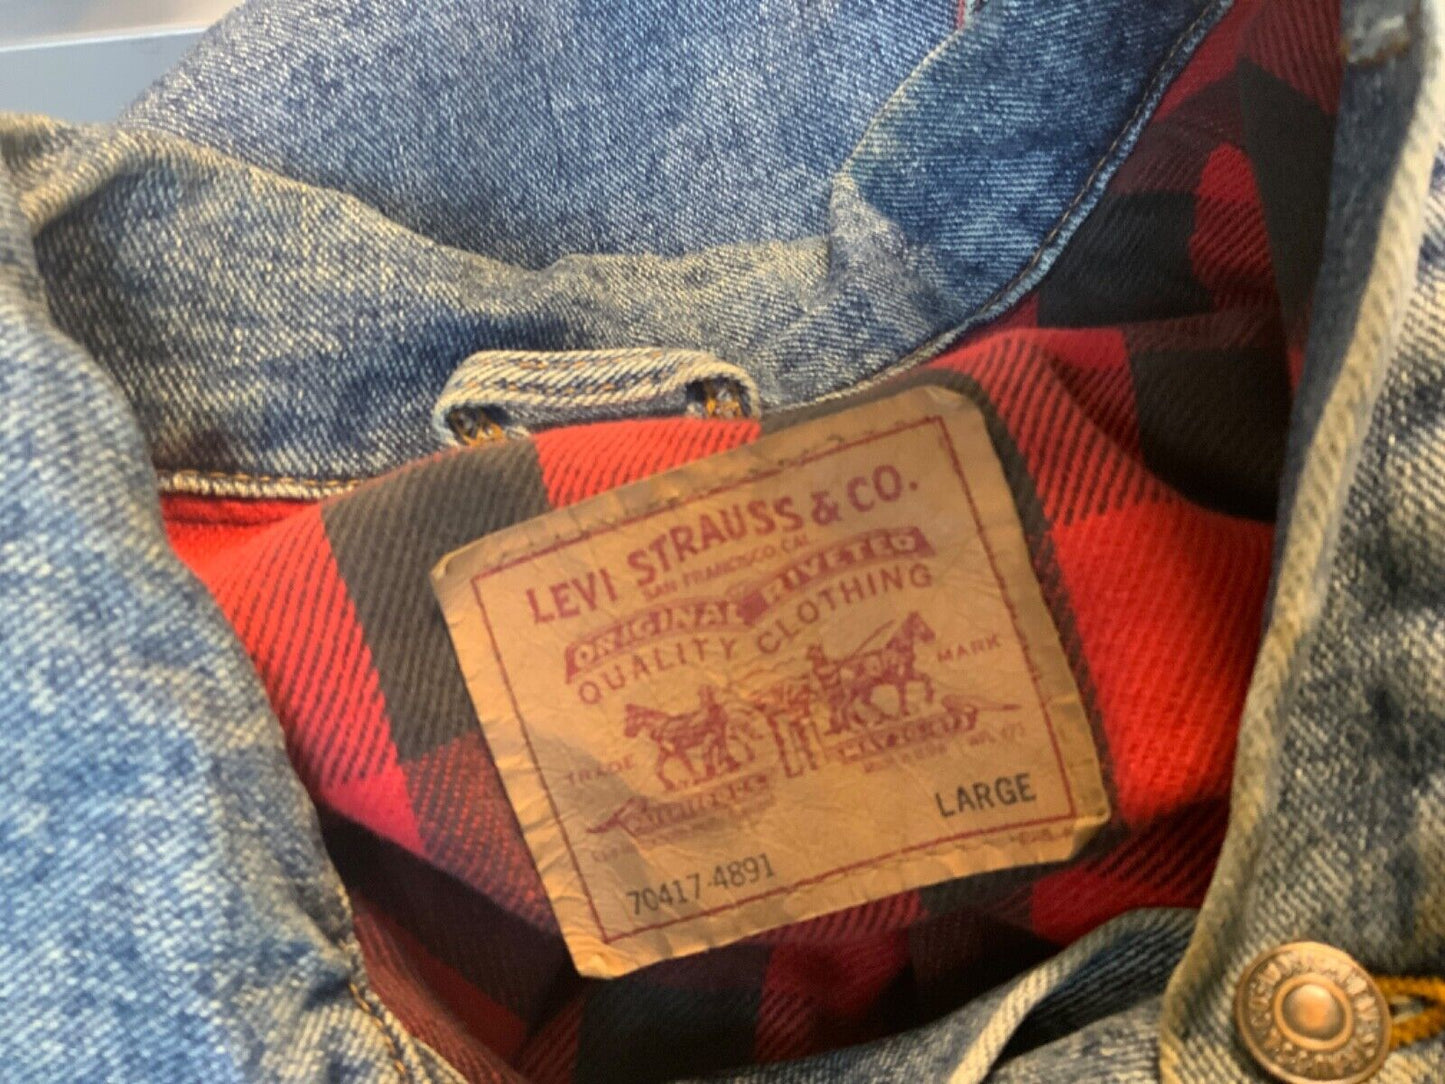 LEVI STRAUSS & CO.
SAN FRANCISCO, CAL.
ORIGINAL RIVETED
QUALITY CLOTHING
TRADE MARK
LARGE
70417-4891